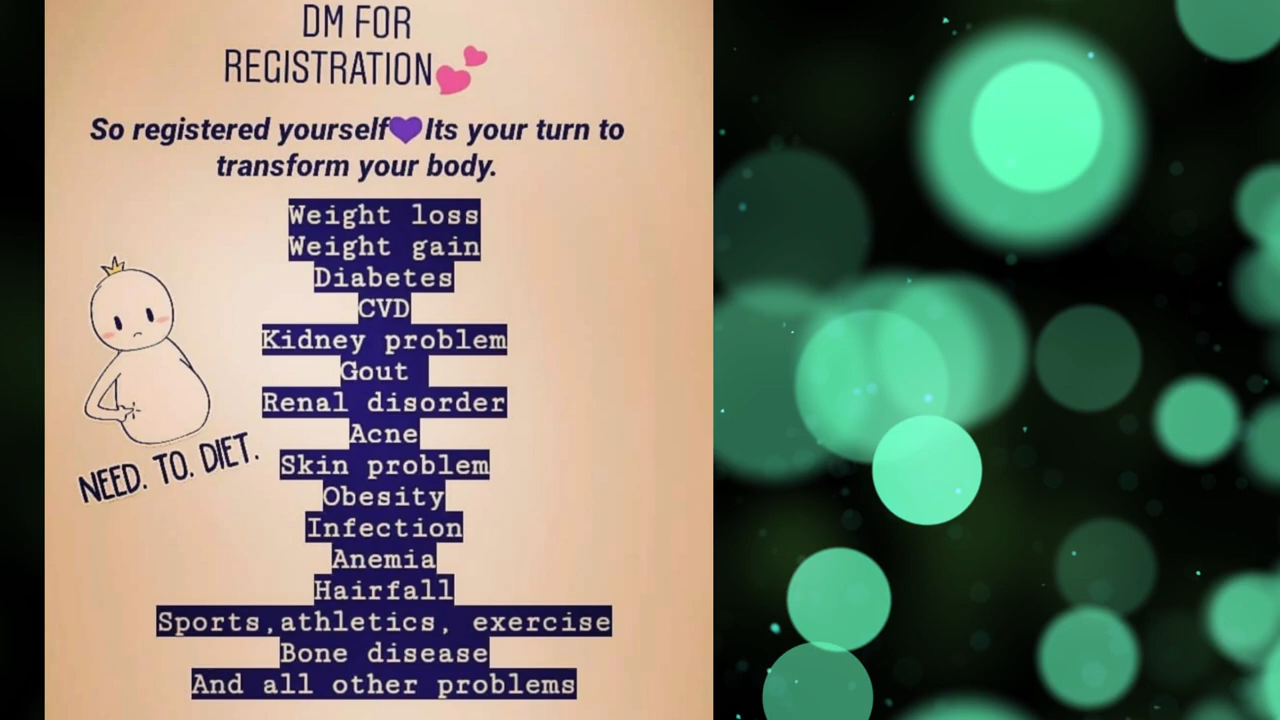 DM FOR
REGISTRATION💕
So registered yourself💜Its your turn to
transform your body.
Weight loss
Weight gain
Diabetes
CVD
Kidney problem
Gout
Renal disorder
Acne
Skin problem
Obesity
Infection
Anemia
Hairfall
Sports,athletics, exercise
Bone disease
And all other problems
NEED. TO. DIET.